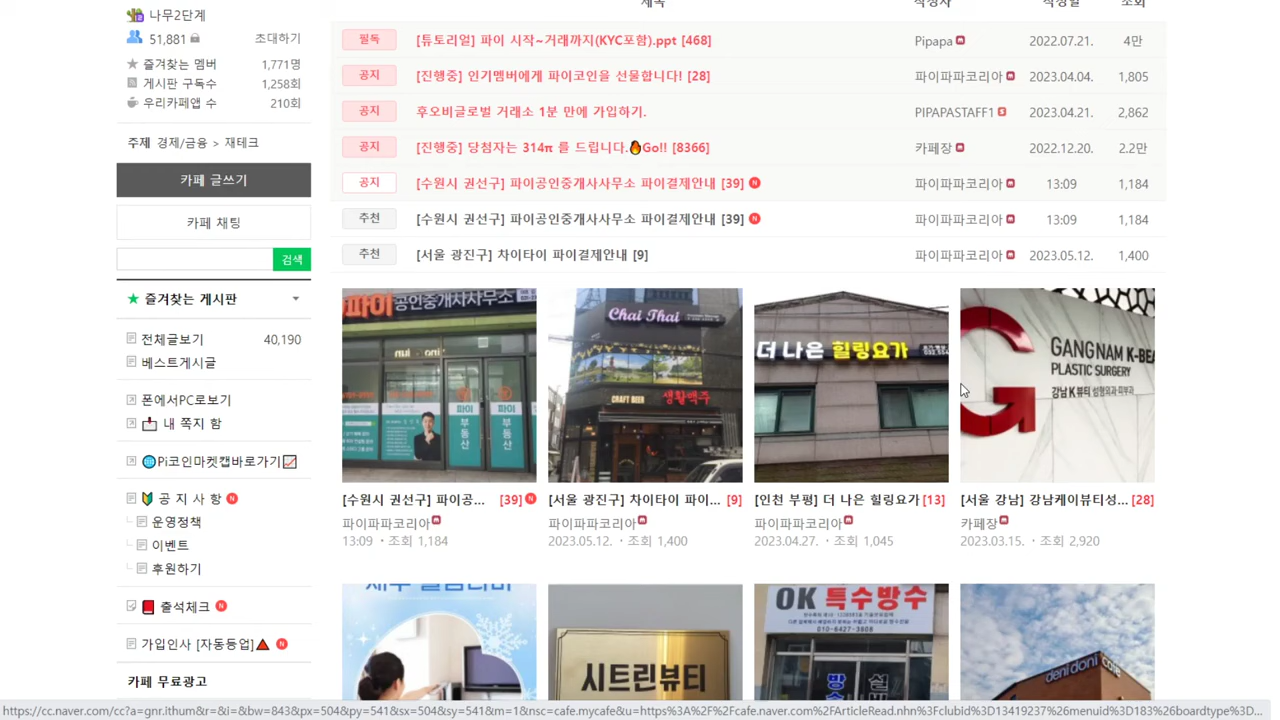 제목 작성자 작성일 조회
나무2단계
51,881 초대하기
즐겨찾는 멤버 1,771명
게시판 구독수 1,258회
우리카페앱 수 210회
주제 경제/금융 > 재테크
카페 글쓰기
카페 채팅
검색
★ 즐겨찾는 게시판
전체글보기 40,190
베스트게시글
폰에서PC로보기
내 쪽지 함
Pi코인마켓캡바로가기
공 지 사 항 N
운영정책
이벤트
후원하기
출석체크 N
가입인사 [자동등업] N
카페 무료광고
필독 [튜토리얼] 파이 시작~거래까지(KYC포함).ppt [468] Pipapa 2022.07.21. 4만
공지 [진행중] 인기멤버에게 파이코인을 선물합니다! [28] 파이파파코리아 2023.04.04. 1,805
공지 후오비글로벌 거래소 1분 만에 가입하기. PIPAPASTAFF1 2023.04.21. 2,862
공지 [진행중] 당첨자는 314π 를 드립니다.🔥Go!! [8366] 카페장 2022.12.20. 2.2만
공지 [수원시 권선구] 파이공인중개사사무소 파이결제안내 [39] N 파이파파코리아 13:09 1,184
추천 [수원시 권선구] 파이공인중개사사무소 파이결제안내 [39] N 파이파파코리아 13:09 1,184
추천 [서울 광진구] 차이타이 파이결제안내 [9] 파이파파코리아 2023.05.12. 1,400
파이 공인중개사사무소
파이 부동산
파이 부동산
Chai Thai
CRAFT BEER 생활맥주
더 나은 힐링요가
GANGNAM K-BEA
PLASTIC SURGERY
강남K뷰티 성형외과·피부과
[수원시 권선구] 파이공... [39] N
파이파파코리아
13:09 · 조회 1,184
[서울 광진구] 차이타이 파이... [9]
파이파파코리아
2023.05.12. · 조회 1,400
[인천 부평] 더 나은 힐링요가 [13]
파이파파코리아
2023.04.27. · 조회 1,045
[서울 강남] 강남케이뷰티성... [28]
카페장
2023.03.15. · 조회 2,920
시트린뷰티
OK 특수방수
010-6427-3808
방수
설비
denidoni cafe
https://cc.naver.com/cc?a=gnr.lthum&r=&i=&bw=843&px=504&py=541&sx=504&sy=541&m=1&nsc=cafe.mycafe&u=https%3A%2F%2Fcafe.naver.com%2FArticleRead.nhn%3Fclubid%3D13419237%26menuid%3D183%26boardtype%3D...